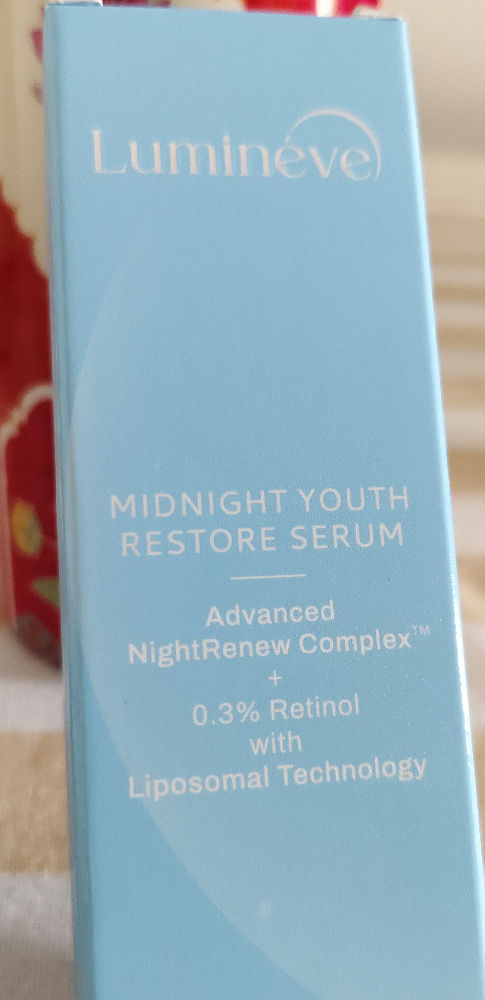 Luminéve
MIDNIGHT YOUTH
RESTORE SERUM
Advanced
NightRenew Complex™
+
0.3% Retinol
with
Liposomal Technology